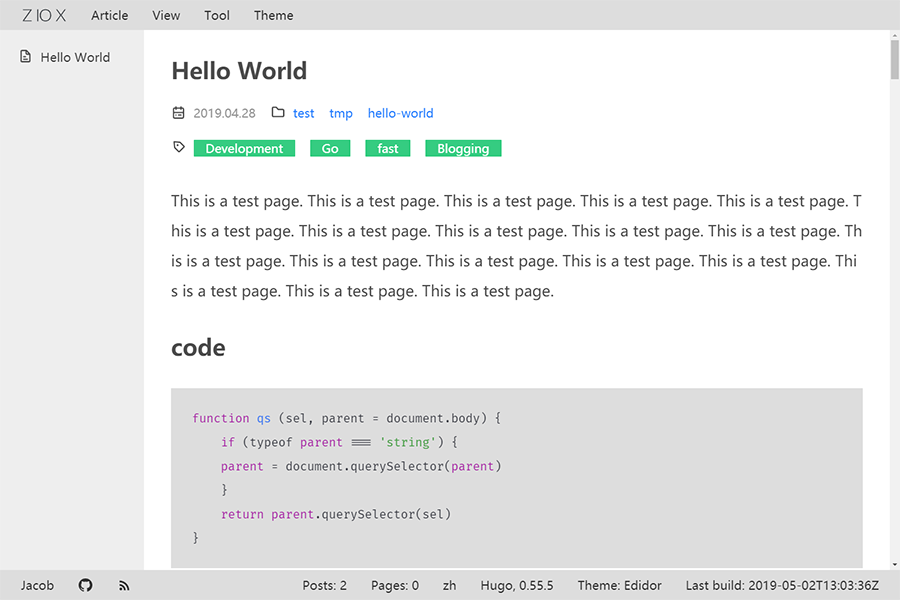 ZIOX Article View Tool Theme
Hello World
Hello World
2019.04.28 test tmp hello-world
Development Go fast Blogging
This is a test page. This is a test page. This is a test page. This is a test page. This is a test page. T
his is a test page. This is a test page. This is a test page. This is a test page. This is a test page. Th
is is a test page. This is a test page. This is a test page. This is a test page. This is a test page. Thi
s is a test page. This is a test page. This is a test page.
code
function qs (sel, parent = document.body) {
    if (typeof parent === 'string') {
    parent = document.querySelector(parent)
    }
    return parent.querySelector(sel)
}
Jacob Posts: 2 Pages: 0 zh Hugo, 0.55.5 Theme: Edidor Last build: 2019-05-02T13:03:36Z